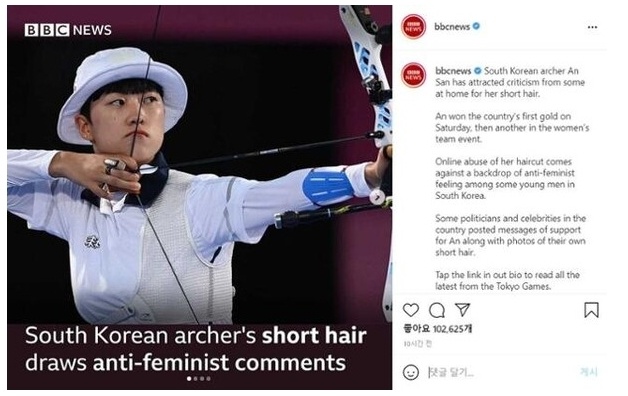 BBC NEWS
South Korean archer's short hair
draws anti-feminist comments
BBC
NEWS
bbcnews
BBC
NEWS
bbcnews South Korean archer An
San has attracted criticism from some
at home for her short hair.
An won the country's first gold on
Saturday, then another in the women's
team event.
Online abuse of her haircut comes
against a backdrop of anti-feminist
feeling among some young men in
South Korea.
Some politicians and celebrities in the
country posted messages of support
for An along with photos of their own
short hair.
Tap the link in out bio to read all the
latest from the Tokyo Games.
좋아요 102,625개
10시간 전
댓글 달기...
게시